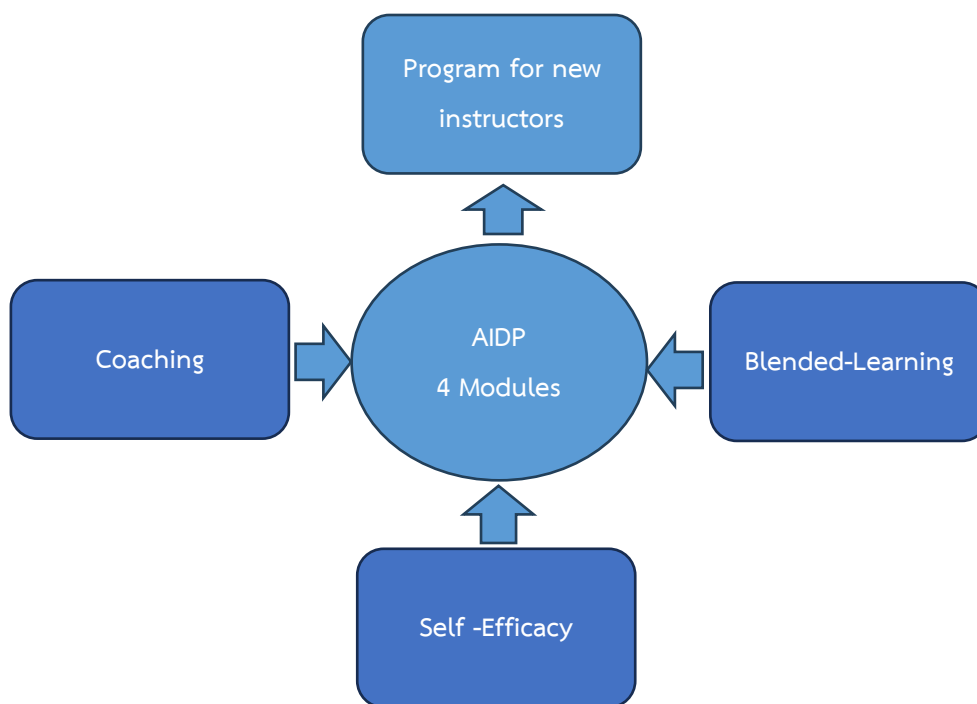 Program for new
instructors
Coaching
AIDP
4 Modules
Blended-Learning
Self -Efficacy